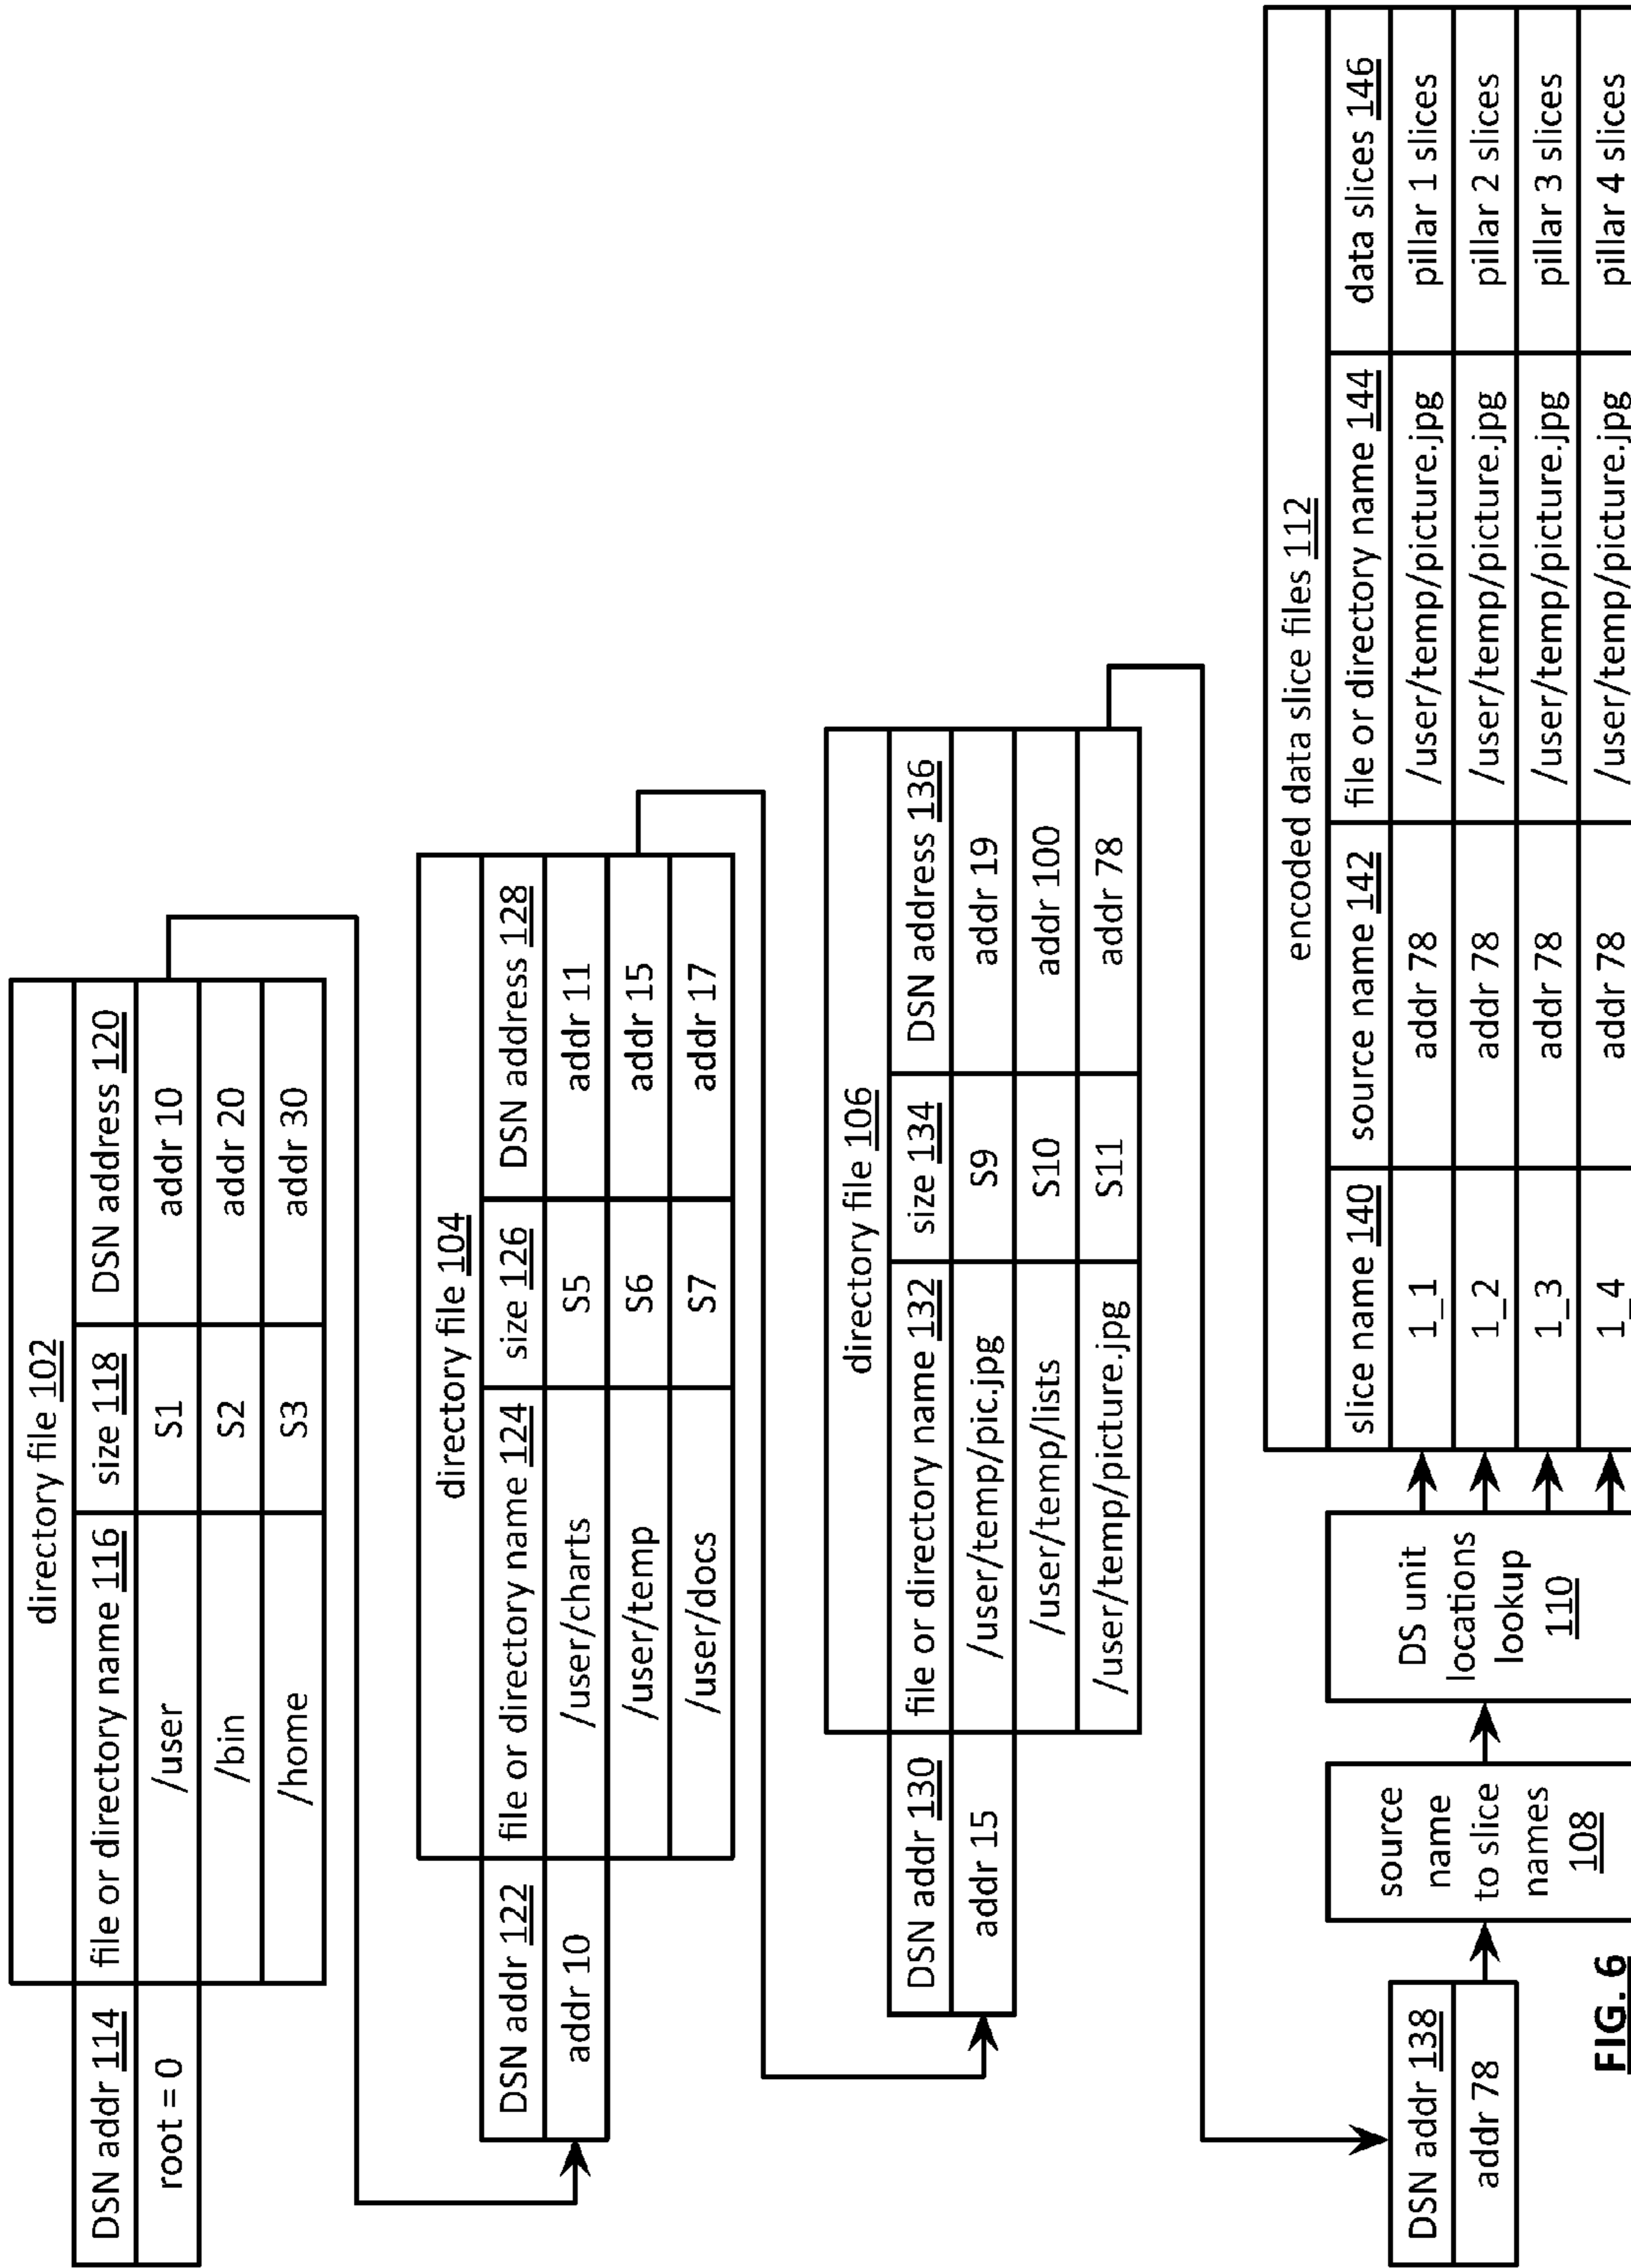 directory file 102
DSN addr 114 file or directory name 116 size 118 DSN address 120
root = 0 /user S1 addr 10
/bin S2 addr 20
/home S3 addr 30
directory file 104
DSN addr 122 file or directory name 124 size 126 DSN address 128
addr 10 /user/charts S5 addr 11
/user/temp S6 addr 15
/user/docs S7 addr 17
directory file 106
DSN addr 130 file or directory name 132 size 134 DSN address 136
addr 15 /user/temp/pic.jpg S9 addr 19
/user/temp/lists S10 addr 100
/user/temp/picture.jpg S11 addr 78
DSN addr 138
addr 78
source
name
to slice
names
108
DS unit
locations
lookup
110
encoded data slice files 112
slice name 140 source name 142 file or directory name 144 data slices 146
1_1 addr 78 /user/temp/picture.jpg pillar 1 slices
1_2 addr 78 /user/temp/picture.jpg pillar 2 slices
1_3 addr 78 /user/temp/picture.jpg pillar 3 slices
1_4 addr 78 /user/temp/picture.jpg pillar 4 slices
FIG. 6